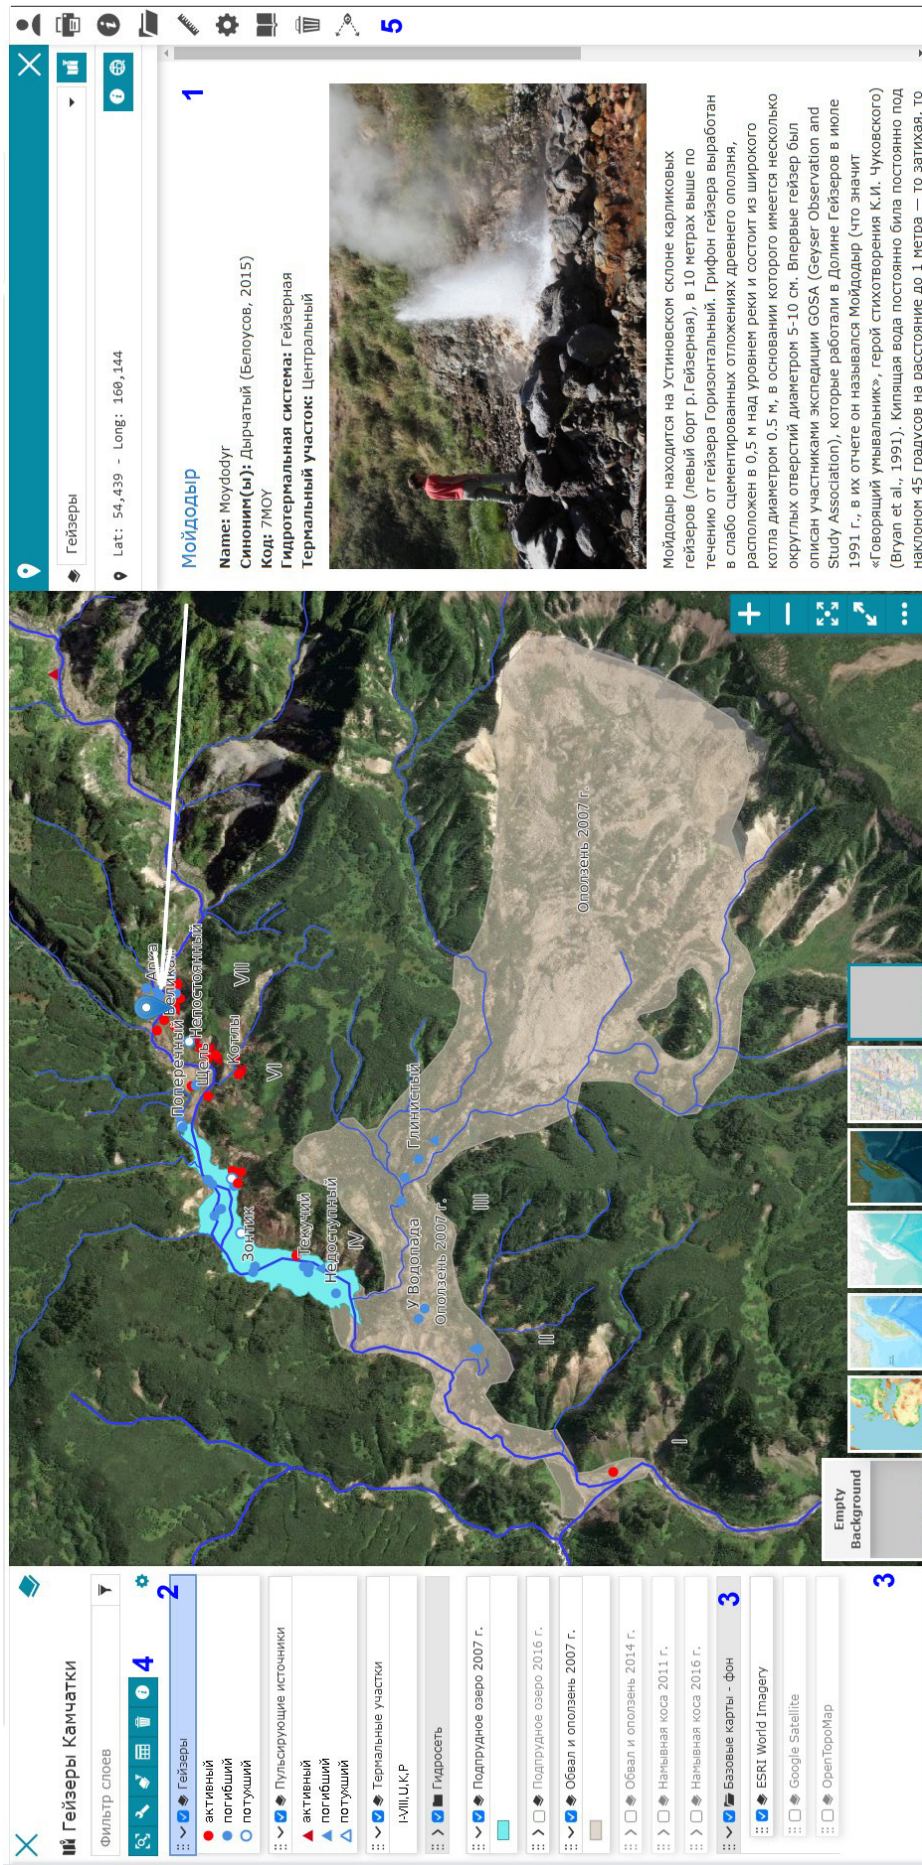 Гейзеры Камчатки
Фильтр слоев
4
2
Гейзеры
активный
погибший
потухший
Пульсирующие источники
активный
погибший
потухший
Термальные участки
I-VIII,U,K,P
Гидросеть
Подпрудное озеро 2007 г.
Подпрудное озеро 2016 г.
Обвал и оползень 2007 г.
Обвал и оползень 2014 г.
Намывная коса 2011 г.
Намывная коса 2016 г.
Базовые карты - фон
3
ESRI World Imagery
Google Satellite
OpenTopoMap
3
Арка
Великан
Непостоянный
Поперечный
Щель
Котлы
VII
VI
Зонтик
Текучий
Недоступный
IV
Глинистый
У Водопада
Оползень 2007 г.
III
II
I
Оползень 2007 г.
Empty
Background
Гейзеры
Lat: 54,439 - Long: 160,144
1
Мойдодыр
Name: Moydodyr
Синоним(ы): Дырчатый (Белоусов, 2015)
Код: 7MOY
Гидротермальная система: Гейзерная
Термальный участок: Центральный
Мойдодыр находится на Устиновском склоне карликовых
гейзеров (левый борт р.Гейзерная), в 10 метрах выше по
течению от гейзера Горизонтальный. Грифон гейзера выработан
в слабо сцементированных отложениях древнего оползня,
расположен в 0,5 м над уровнем реки и состоит из широкого
котла диаметром 0.5 м, в основании которого имеется несколько
округлых отверстий диаметром 5-10 см. Впервые гейзер был
описан участниками экспедиции GOSA (Geyser Observation and
Study Association), которые работали в Долине Гейзеров в июле
1991 г., в их отчете он назывался Мойдодыр (что значит
«Говорящий умывальник», герой стихотворения К.И. Чуковского)
(Bryan et al., 1991). Кипящая вода постоянно била постоянно под
наклоном 45 градусов на расстояние до 1 метра — то затихая, то
5